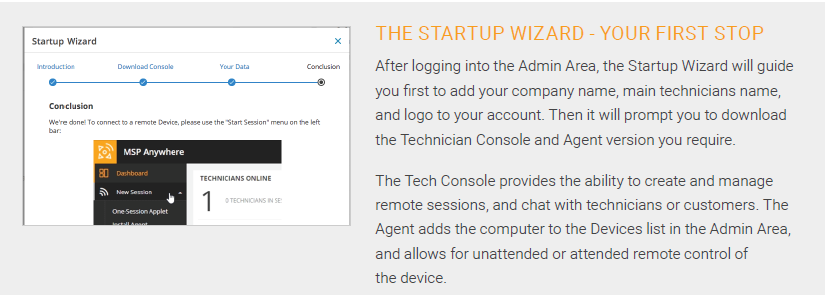 Startup Wizard
Introduction
Download Console
Your Data
Conclusion
Conclusion
We're done! To connect to a remote Device, please use the "Start Session" menu on the left
bar:
MSP Anywhere
Dashboard
New Session
One-Session Applet
Install Agent
TECHNICIANS ONLINE
1
0 TECHNICIANS IN SE
THE STARTUP WIZARD - YOUR FIRST STOP
After logging into the Admin Area, the Startup Wizard will guide
you first to add your company name, main technicians name,
and logo to your account. Then it will prompt you to download
the Technician Console and Agent version you require.
The Tech Console provides the ability to create and manage
remote sessions, and chat with technicians or customers. The
Agent adds the computer to the Devices list in the Admin Area,
and allows for unattended or attended remote control of
the device.